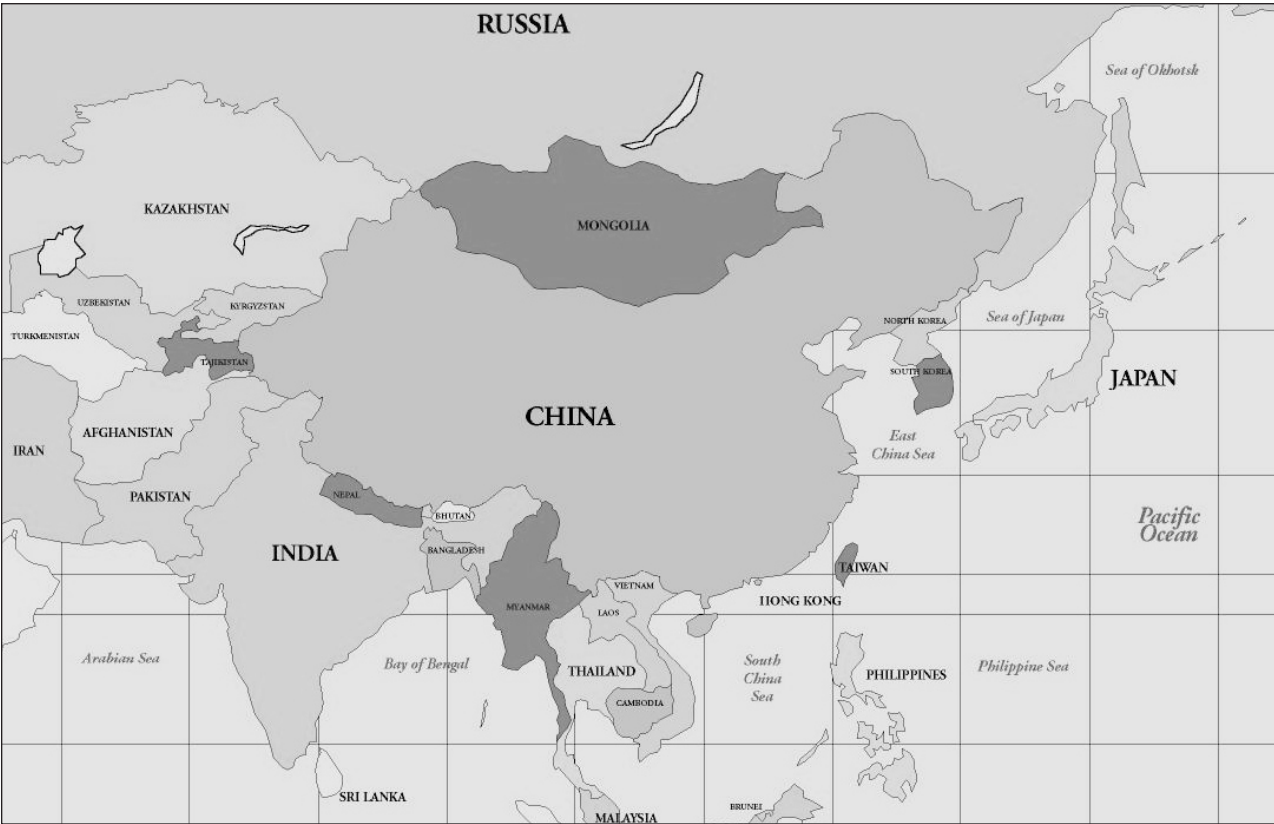 RUSSIA
Sea of Okhotsk
KAZAKHSTAN
MONGOLIA
UZBEKISTAN
KYRGYZSTAN
NORTH KOREA
Sea of Japan
TURKMENISTAN
TAJIKISTAN
SOUTH KOREA
JAPAN
CHINA
AFGHANISTAN
East
China Sea
IRAN
PAKISTAN
NEPAL
BHUTAN
Pacific
Ocean
INDIA
BANGLADESH
TAIWAN
VIETNAM
HONG KONG
MYANMAR
LAOS
Arabian Sea
Bay of Bengal
THAILAND
South
China
Sea
PHILIPPINES
Philippine Sea
CAMBODIA
SRI LANKA
BRUNEI
MALAYSIA